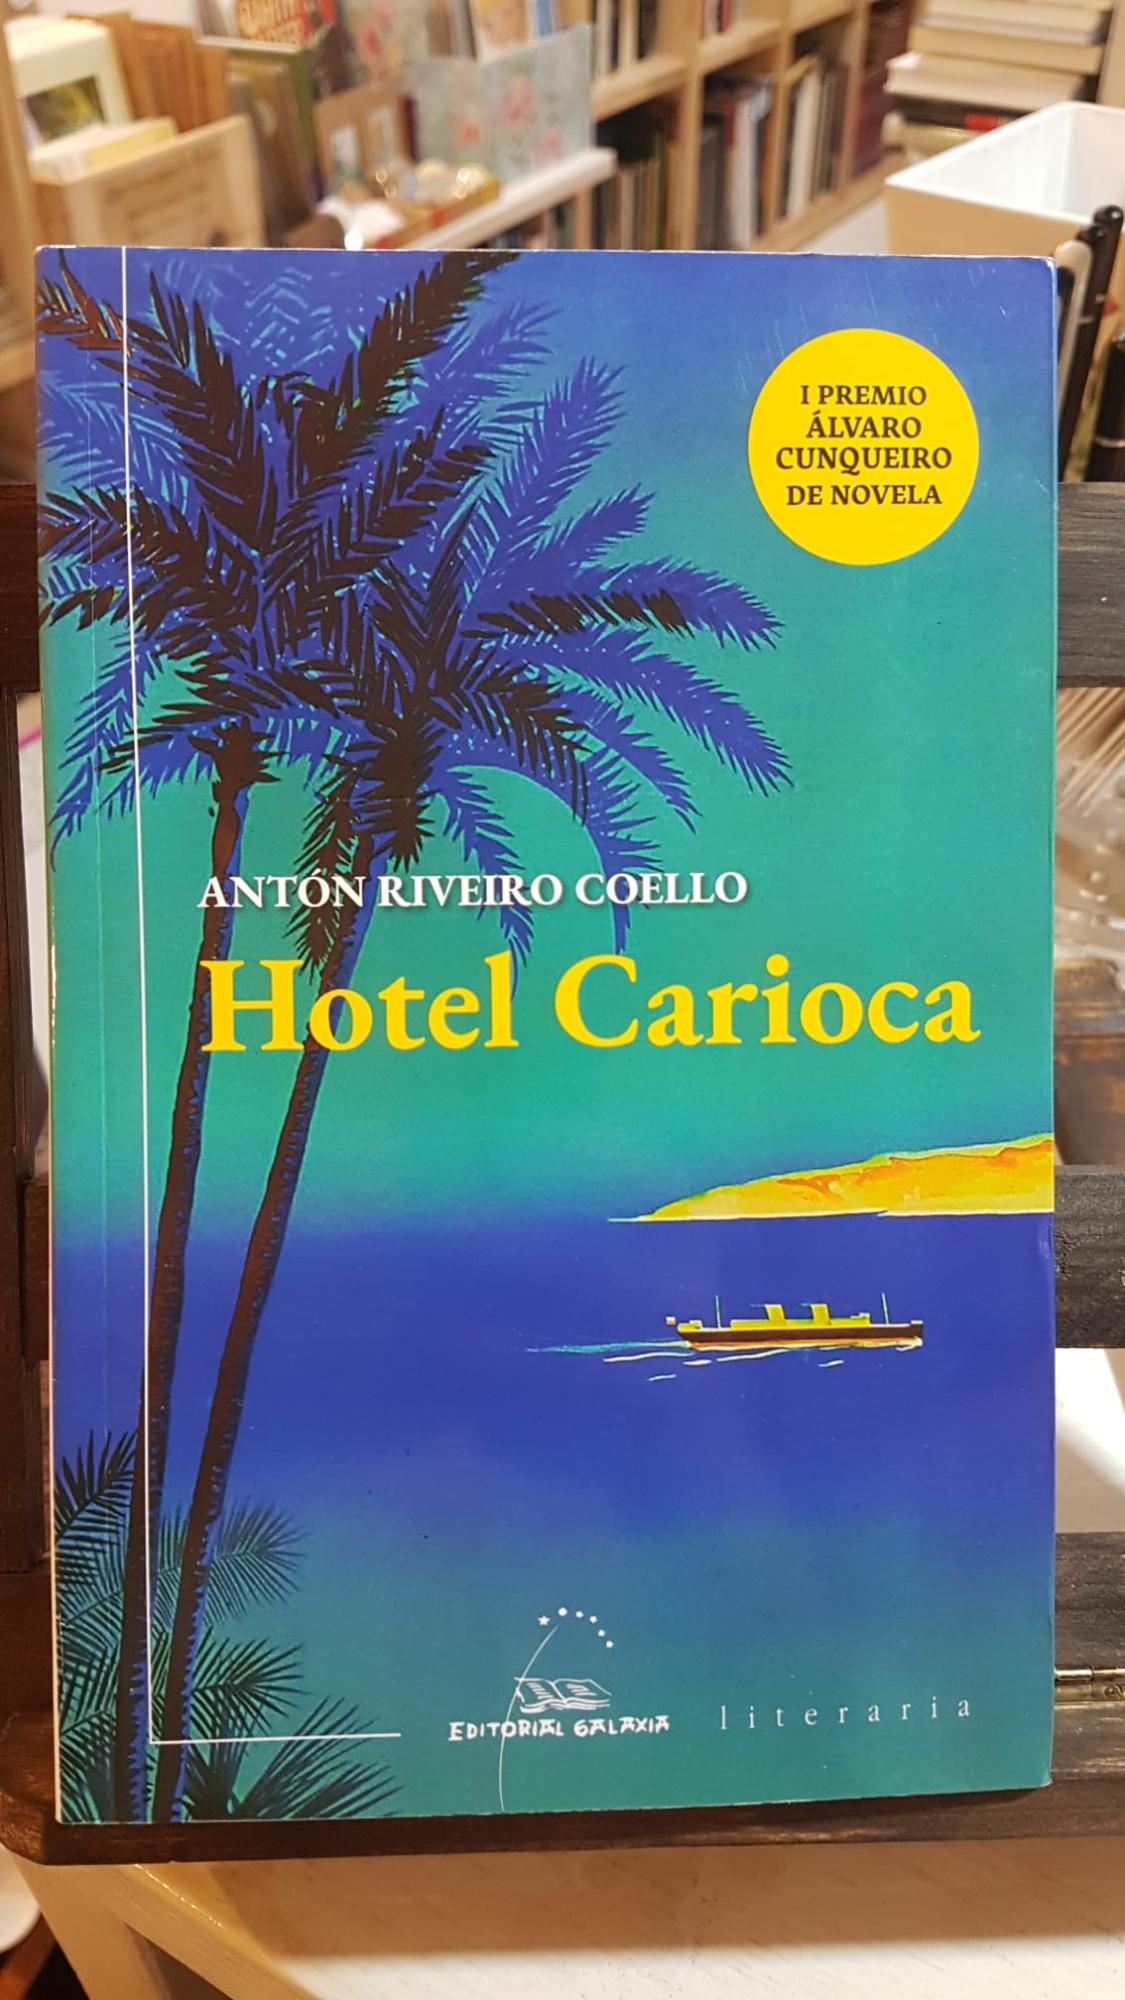 I PREMIO
ÁLVARO
CUNQUEIRO
DE NOVELA
ANTÓN RIVEIRO COELLO
Hotel Carioca
EDITORIAL GALAXIA
literaria